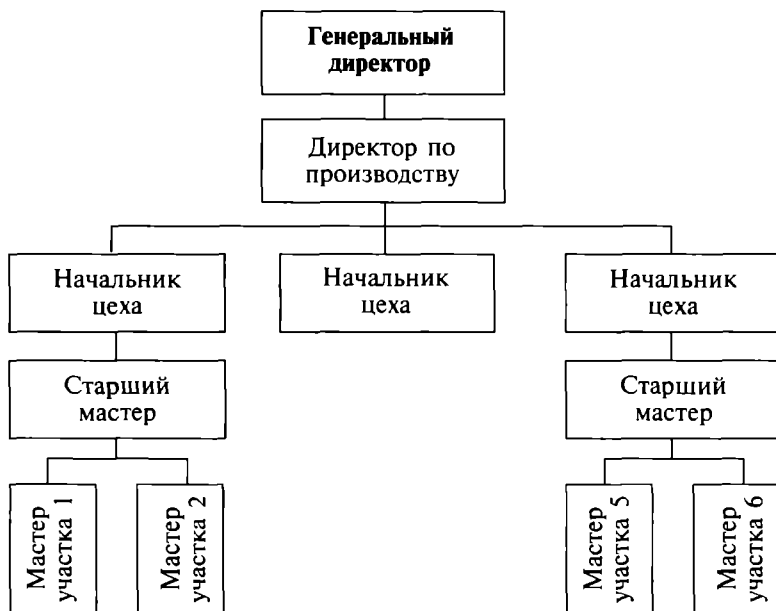 Генеральный
директор
Директор по
производству
Начальник
цеха
Начальник
цеха
Начальник
цеха
Старший
мастер
Старший
мастер
Мастер
участка 1
Мастер
участка 2
Мастер
участка 5
Мастер
участка 6